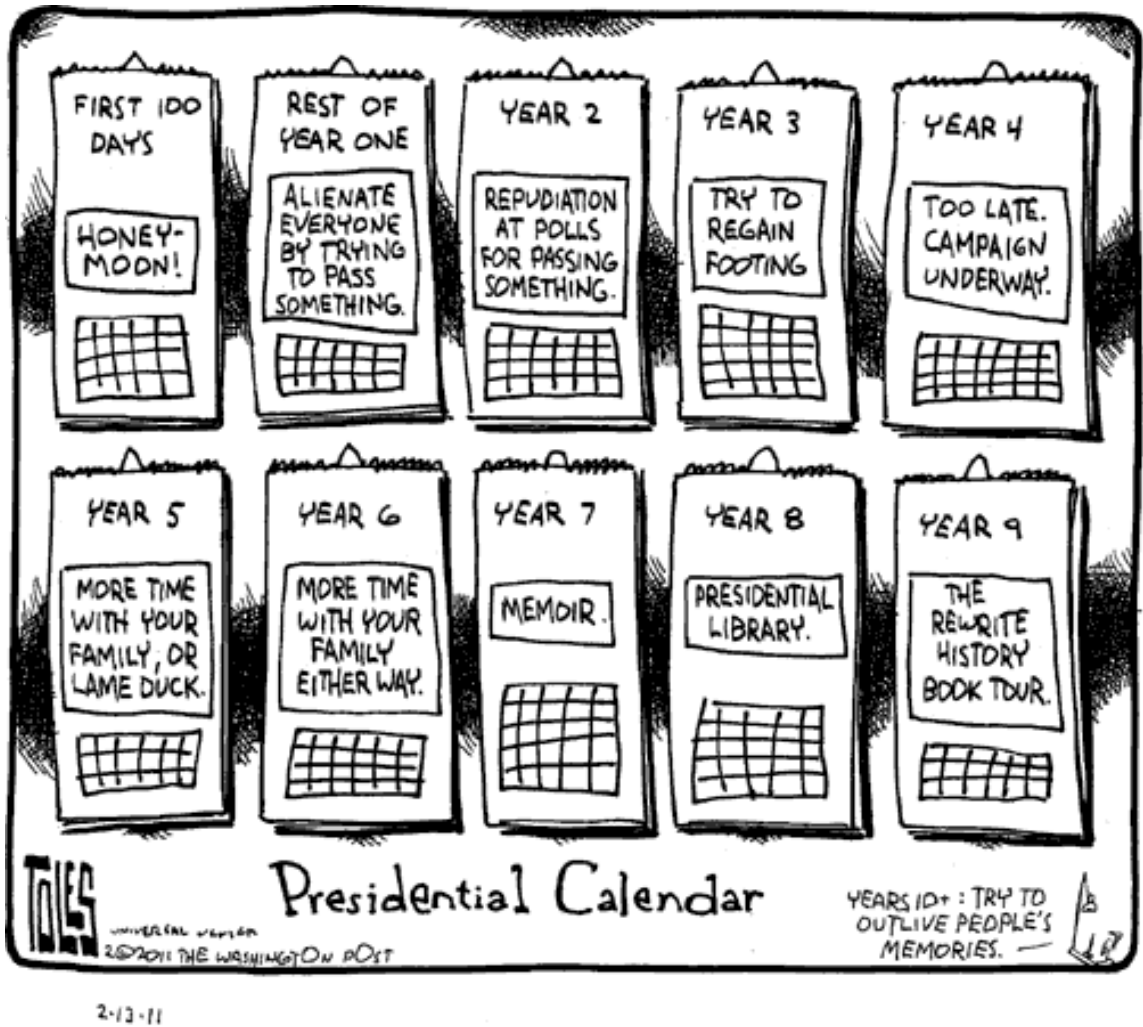 FIRST 100
DAYS
HONEY-
MOON!
REST OF
YEAR ONE
ALIENATE
EVERYONE
BY TRYING
TO PASS
SOMETHING.
YEAR 2
REPUDIATION
AT POLLS
FOR PASSING
SOMETHING.
YEAR 3
TRY TO
REGAIN
FOOTING
YEAR 4
TOO LATE.
CAMPAIGN
UNDERWAY.
YEAR 5
MORE TIME
WITH YOUR
FAMILY, OR
LAME DUCK.
YEAR 6
MORE TIME
WITH YOUR
FAMILY
EITHER WAY.
YEAR 7
MEMOIR.
YEAR 8
PRESIDENTIAL
LIBRARY.
YEAR 9
THE
REWRITE
HISTORY
BOOK TOUR.
TOLES
UNIVERSAL
©2011 THE WASHINGTON POST
Presidential Calendar
YEARS 10+: TRY TO
OUTLIVE PEOPLE'S
MEMORIES. —
2-13-11